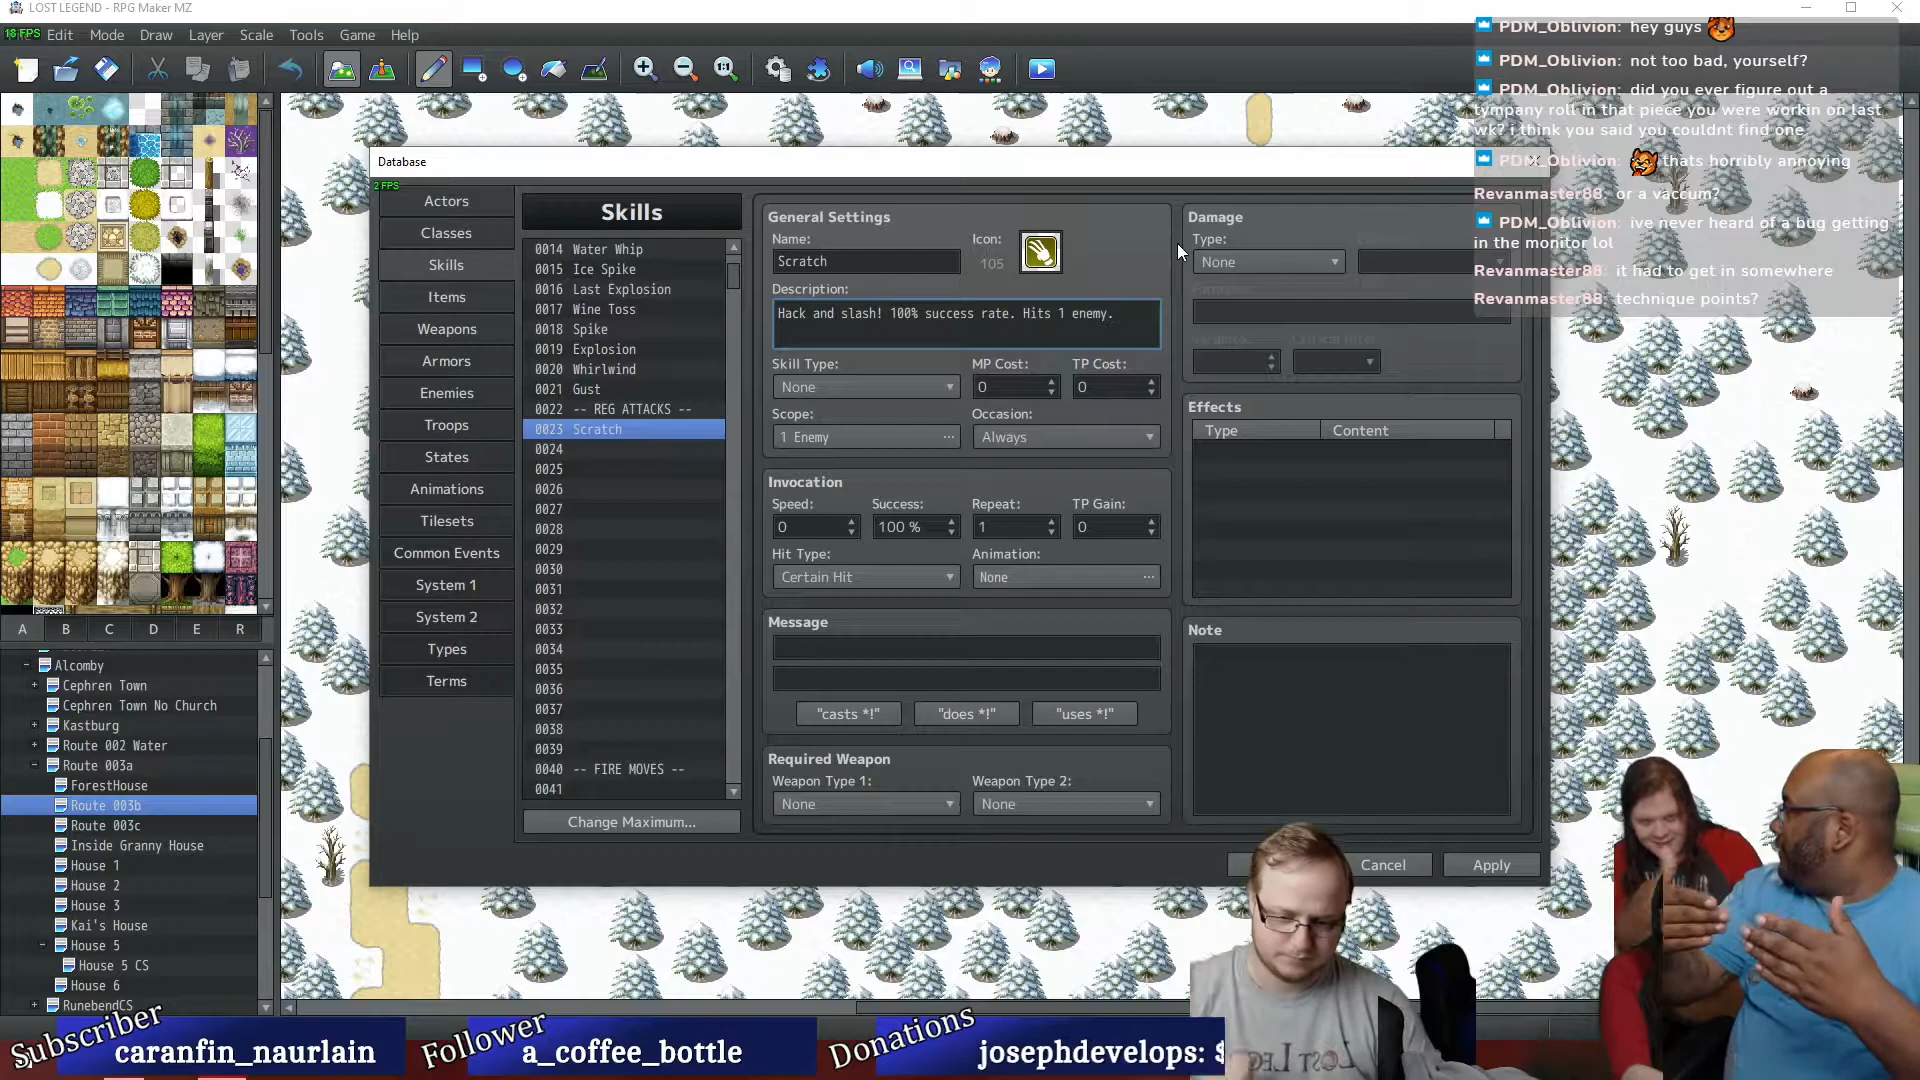 LOST LEGEND - RPG Maker MZ
18 FPS
Edit
Mode
Draw
Layer
Scale
Tools
Game
Help
PDM_Oblivion: hey guys
PDM_Oblivion: not too bad, yourself?
PDM_Oblivion: did you ever figure out a
tympany roll in that piece you were workin on last
wk? i think you said you couldnt find one
PDM_Oblivion: thats horribly annoying
Revanmaster88: or a vaccum?
PDM_Oblivion: ive never heard of a bug getting
in the monitor lol
Revanmaster88: it had to get in somewhere
Revanmaster88: technique points?
Database
2 FPS
Actors
Classes
Skills
Items
Weapons
Armors
Enemies
Troops
States
Animations
Tilesets
Common Events
System 1
System 2
Types
Terms
Skills
0014 Water Whip
0015 Ice Spike
0016 Last Explosion
0017 Wine Toss
0018 Spike
0019 Explosion
0020 Whirlwind
0021 Gust
0022 -- REG ATTACKS --
0023 Scratch
0024
0025
0026
0027
0028
0029
0030
0031
0032
0033
0034
0035
0036
0037
0038
0039
0040 -- FIRE MOVES --
0041
Change Maximum...
General Settings
Name:
Scratch
Icon:
105
Description:
Hack and slash! 100% success rate. Hits 1 enemy.
Skill Type:
None
MP Cost:
0
TP Cost:
0
Scope:
1 Enemy
Occasion:
Always
Invocation
Speed:
0
Success:
100 %
Repeat:
1
TP Gain:
0
Hit Type:
Certain Hit
Animation:
None
Message
"casts *!"
"does *!"
"uses *!"
Required Weapon
Weapon Type 1:
None
Weapon Type 2:
None
Damage
Type:
None
Effects
Type
Content
Note
Cancel
Apply
A
B
C
D
E
R
Alcomby
Cephren Town
Cephren Town No Church
Kastburg
Route 002 Water
Route 003a
ForestHouse
Route 003b
Route 003c
Inside Granny House
House 1
House 2
House 3
Kai's House
House 5
House 5 CS
House 6
RunebendCS
Subscriber
caranfin_naurlain
Follower
a_coffee_bottle
Donations
josephdevelops: $